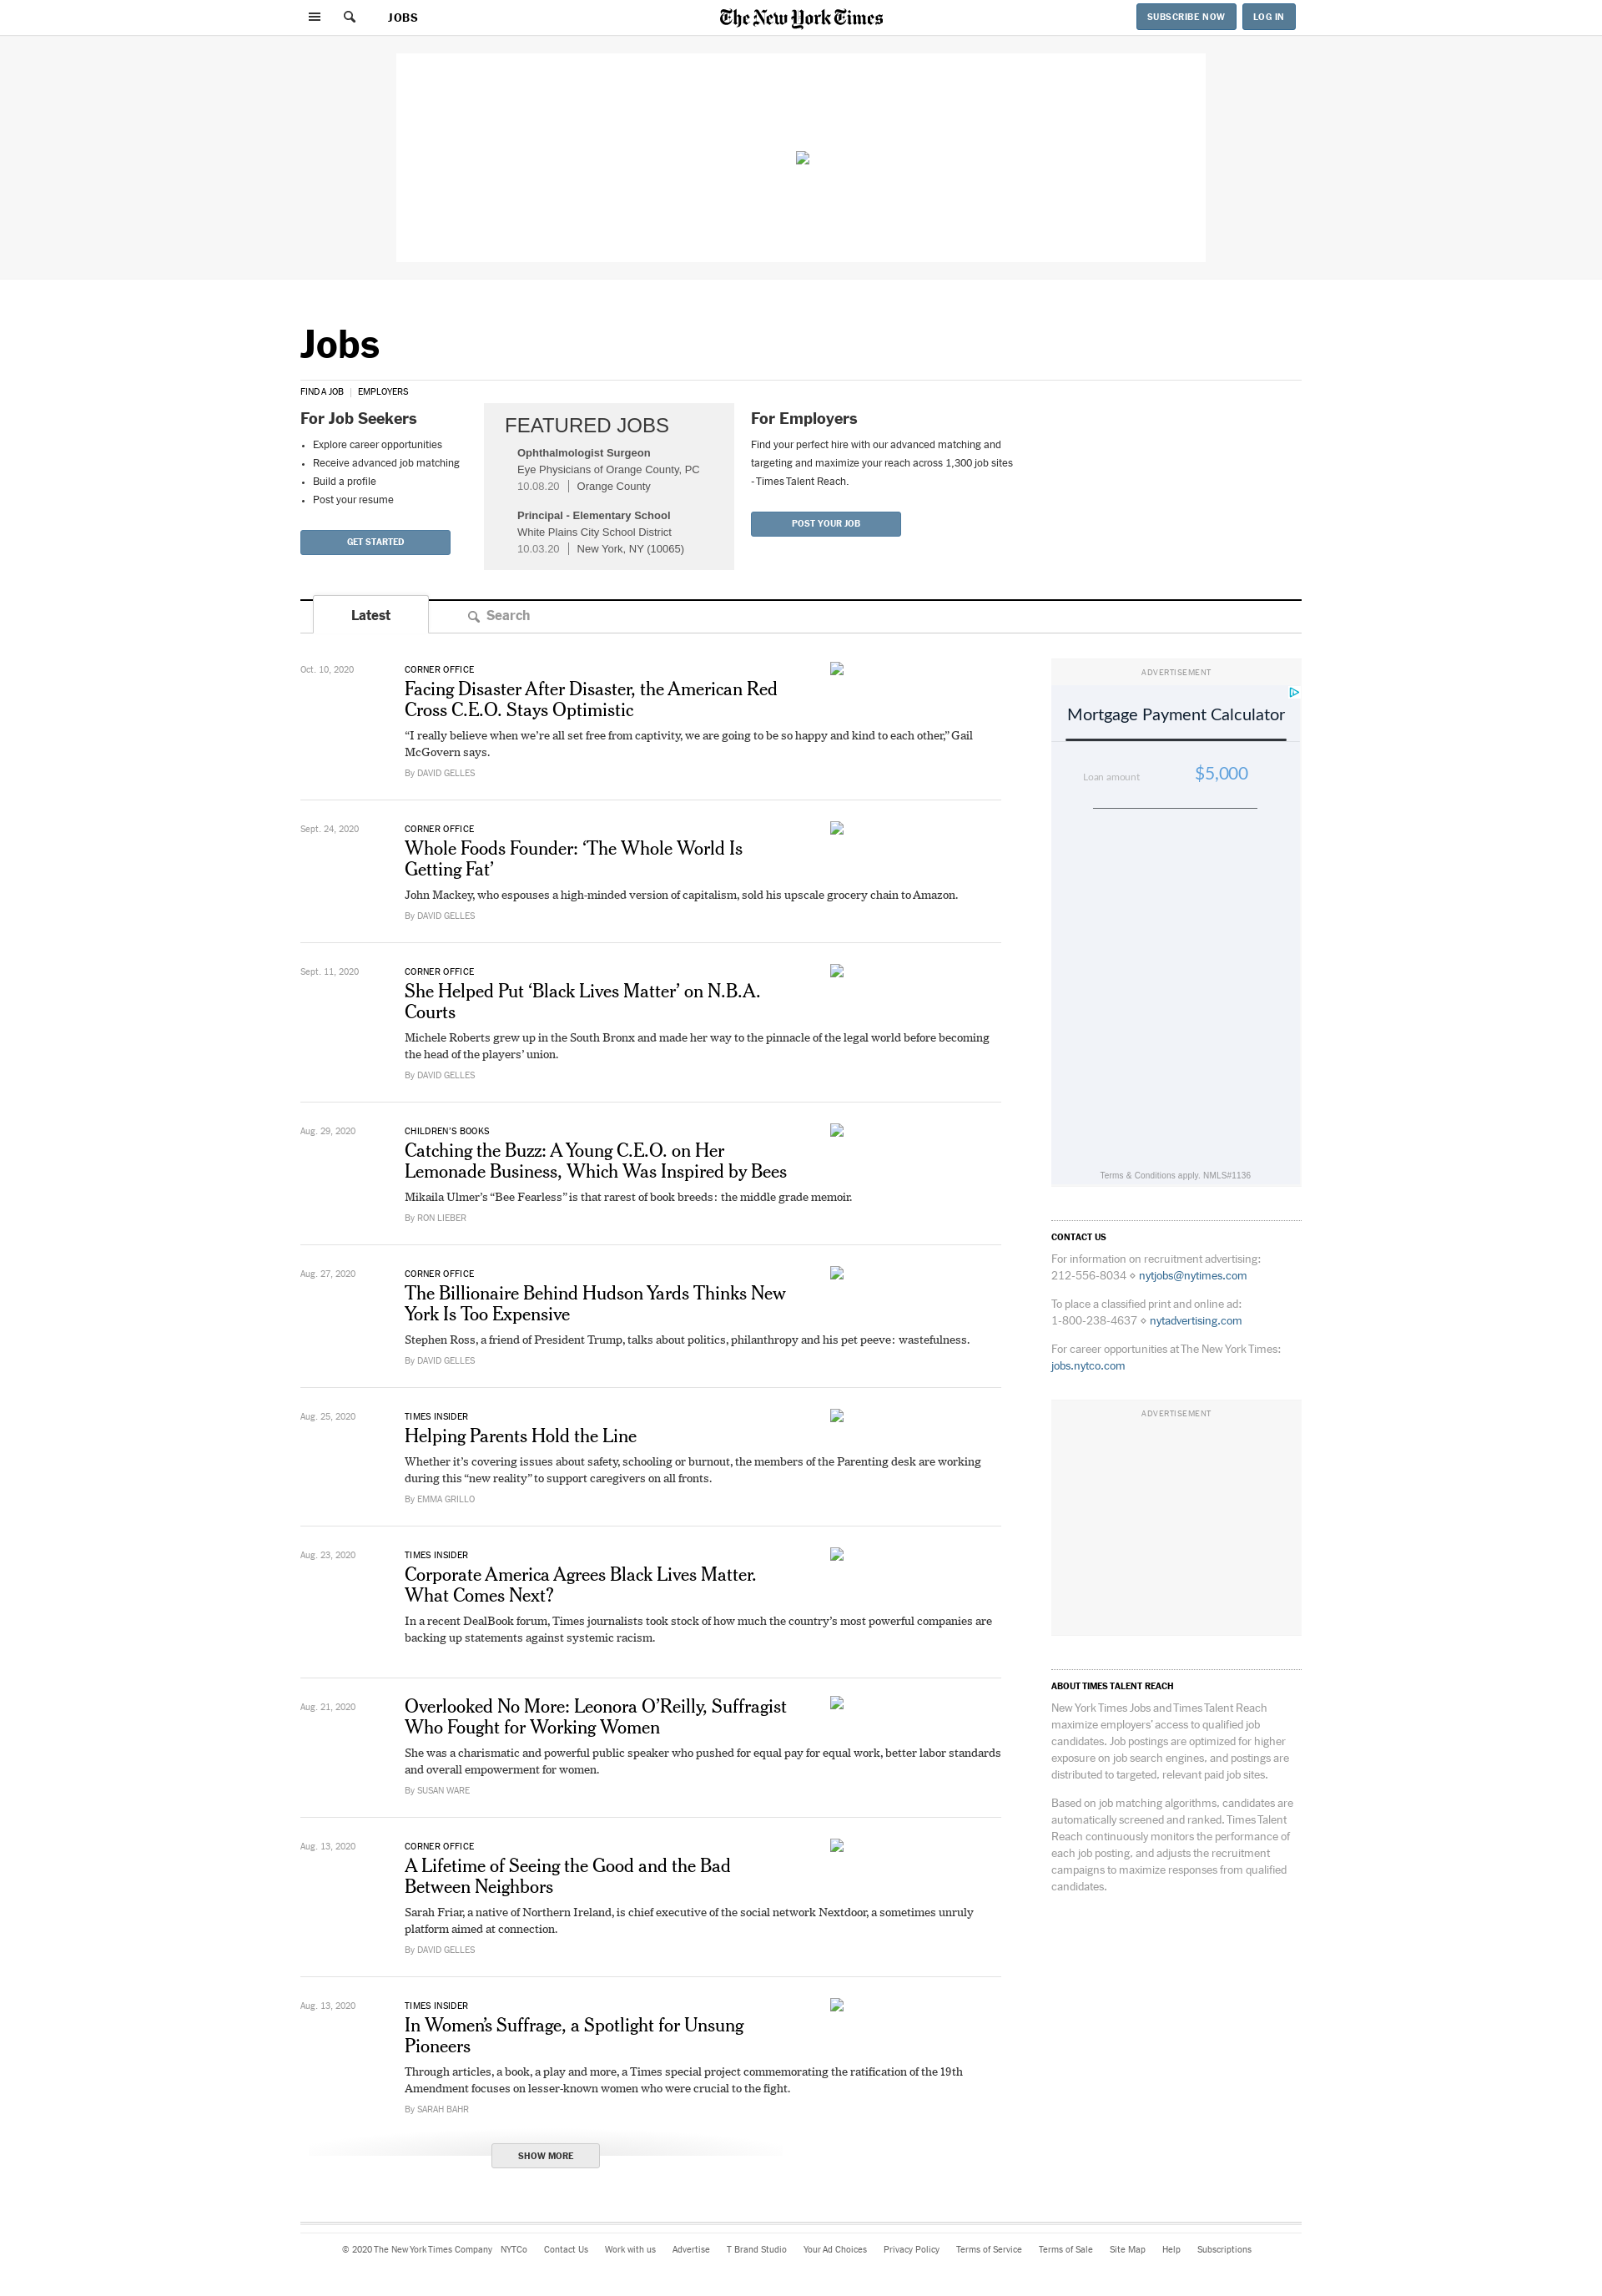 JOBS
The New York Times
SUBSCRIBE NOW
LOG IN
Jobs
FIND A JOB | EMPLOYERS
For Job Seekers
• Explore career opportunities
• Receive advanced job matching
• Build a profile
• Post your resume
GET STARTED
FEATURED JOBS
Ophthalmologist Surgeon
Eye Physicians of Orange County, PC
10.08.20 | Orange County
Principal - Elementary School
White Plains City School District
10.03.20 | New York, NY (10065)
For Employers
Find your perfect hire with our advanced matching and
targeting and maximize your reach across 1,300 job sites
- Times Talent Reach.
POST YOUR JOB
Latest
Search
Oct. 10, 2020
CORNER OFFICE
Facing Disaster After Disaster, the American Red
Cross C.E.O. Stays Optimistic
“I really believe when we’re all set free from captivity, we are going to be so happy and kind to each other,” Gail
McGovern says.
By DAVID GELLES
Sept. 24, 2020
CORNER OFFICE
Whole Foods Founder: ‘The Whole World Is
Getting Fat’
John Mackey, who espouses a high-minded version of capitalism, sold his upscale grocery chain to Amazon.
By DAVID GELLES
Sept. 11, 2020
CORNER OFFICE
She Helped Put ‘Black Lives Matter’ on N.B.A.
Courts
Michele Roberts grew up in the South Bronx and made her way to the pinnacle of the legal world before becoming
the head of the players’ union.
By DAVID GELLES
Aug. 29, 2020
CHILDREN’S BOOKS
Catching the Buzz: A Young C.E.O. on Her
Lemonade Business, Which Was Inspired by Bees
Mikaila Ulmer’s “Bee Fearless” is that rarest of book breeds: the middle grade memoir.
By RON LIEBER
Aug. 27, 2020
CORNER OFFICE
The Billionaire Behind Hudson Yards Thinks New
York Is Too Expensive
Stephen Ross, a friend of President Trump, talks about politics, philanthropy and his pet peeve: wastefulness.
By DAVID GELLES
Aug. 25, 2020
TIMES INSIDER
Helping Parents Hold the Line
Whether it’s covering issues about safety, schooling or burnout, the members of the Parenting desk are working
during this “new reality” to support caregivers on all fronts.
By EMMA GRILLO
Aug. 23, 2020
TIMES INSIDER
Corporate America Agrees Black Lives Matter.
What Comes Next?
In a recent DealBook forum, Times journalists took stock of how much the country’s most powerful companies are
backing up statements against systemic racism.
Aug. 21, 2020
Overlooked No More: Leonora O’Reilly, Suffragist
Who Fought for Working Women
She was a charismatic and powerful public speaker who pushed for equal pay for equal work, better labor standards
and overall empowerment for women.
By SUSAN WARE
Aug. 13, 2020
CORNER OFFICE
A Lifetime of Seeing the Good and the Bad
Between Neighbors
Sarah Friar, a native of Northern Ireland, is chief executive of the social network Nextdoor, a sometimes unruly
platform aimed at connection.
By DAVID GELLES
Aug. 13, 2020
TIMES INSIDER
In Women’s Suffrage, a Spotlight for Unsung
Pioneers
Through articles, a book, a play and more, a Times special project commemorating the ratification of the 19th
Amendment focuses on lesser-known women who were crucial to the fight.
By SARAH BAHR
SHOW MORE
ADVERTISEMENT
Mortgage Payment Calculator
Loan amount
$5,000
Terms & Conditions apply. NMLS#1136
CONTACT US
For information on recruitment advertising:
212-556-8034 ⋄ nytjobs@nytimes.com
To place a classified print and online ad:
1-800-238-4637 ⋄ nytadvertising.com
For career opportunities at The New York Times:
jobs.nytco.com
ADVERTISEMENT
ABOUT TIMES TALENT REACH
New York Times Jobs and Times Talent Reach
maximize employers’ access to qualified job
candidates. Job postings are optimized for higher
exposure on job search engines, and postings are
distributed to targeted, relevant paid job sites.
Based on job matching algorithms, candidates are
automatically screened and ranked. Times Talent
Reach continuously monitors the performance of
each job posting, and adjusts the recruitment
campaigns to maximize responses from qualified
candidates.
© 2020 The New York Times Company NYTCo Contact Us Work with us Advertise T Brand Studio Your Ad Choices Privacy Policy Terms of Service Terms of Sale Site Map Help Subscriptions